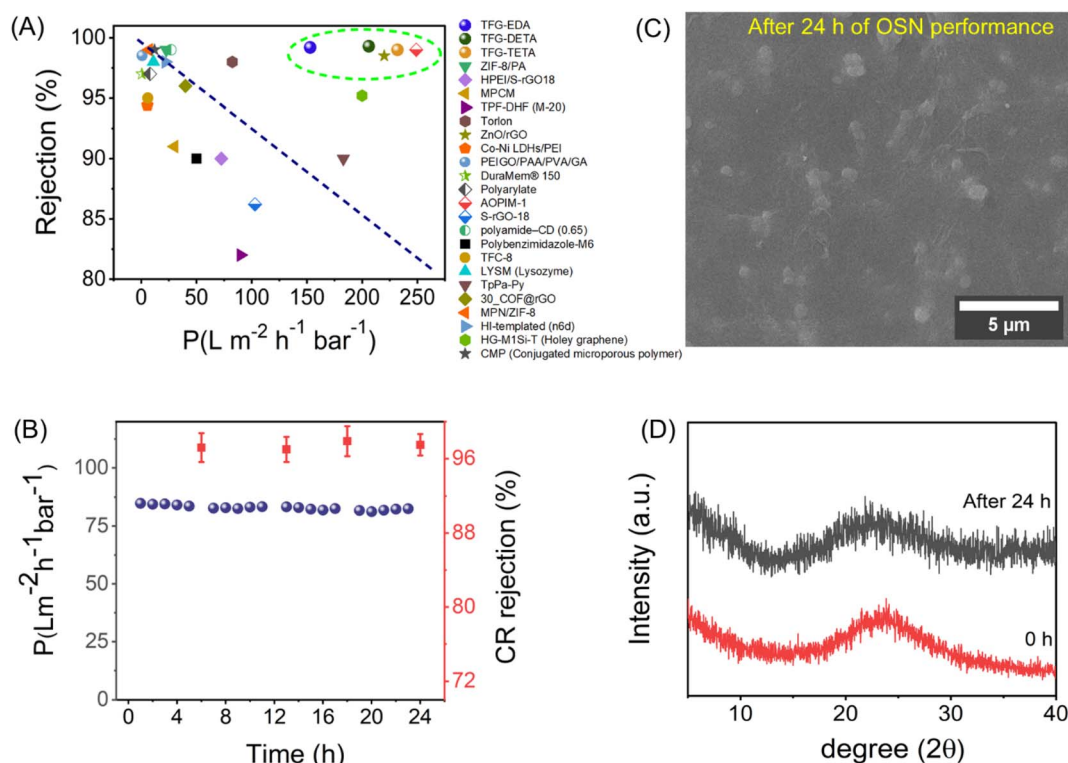 (A)
Rejection (%)
100
95
90
85
80
0 50 100 150 200 250
P(L m⁻² h⁻¹ bar⁻¹)
TFG-EDA
TFG-DETA
TFG-TETA
ZIF-8/PA
HPEI/S-rGO18
MPCM
TPF-DHF (M-20)
Torlon
ZnO/rGO
Co-Ni LDHs/PEI
PEIGO/PAA/PVA/GA
DuraMem® 150
Polyarylate
AOPIM-1
S-rGO-18
polyamide–CD (0.65)
Polybenzimidazole-M6
TFC-8
LYSM (Lysozyme)
TpPa-Py
30_COF@rGO
MPN/ZIF-8
HI-templated (n6d)
HG-M1Si-T (Holey graphene)
CMP (Conjugated microporous polymer)
(C)
After 24 h of OSN performance
5 µm
(B)
P(Lm⁻²h⁻¹bar⁻¹)
100
75
50
25
0
0 4 8 12 16 20 24
Time (h)
96
88
80
72
CR rejection (%)
(D)
Intensity (a.u.)
After 24 h
0 h
10 20 30 40
degree (2θ)